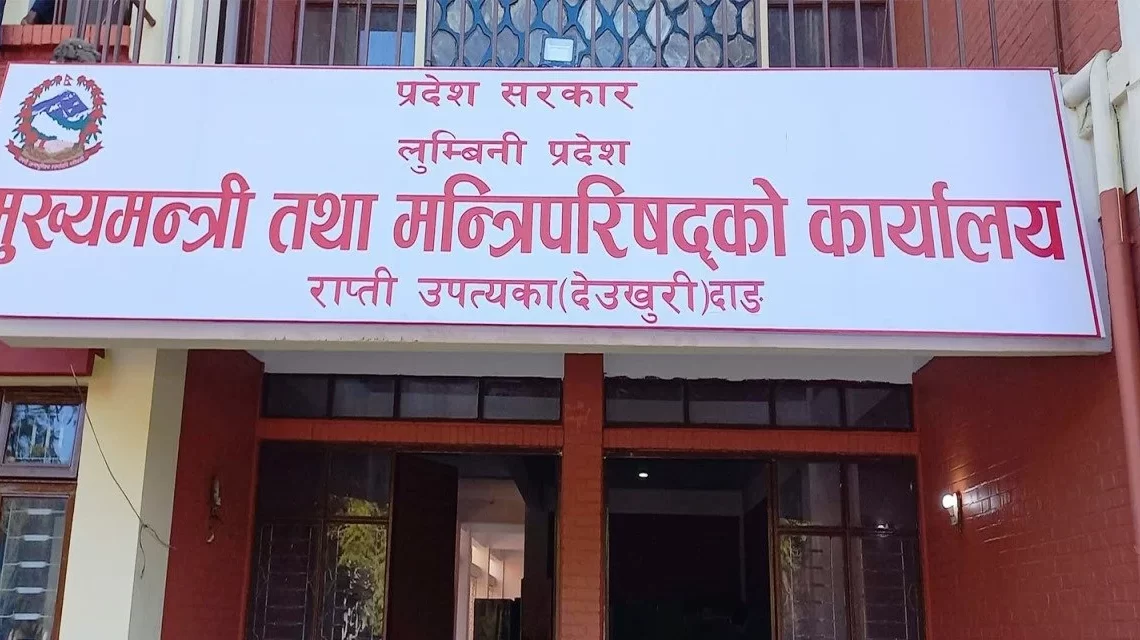 प्रदेश सरकार
लुम्बिनी प्रदेश
मुख्यमन्त्री तथा मन्त्रिपरिषद्को कार्यालय
राप्ती उपत्यका(देउखुरी)दाङ